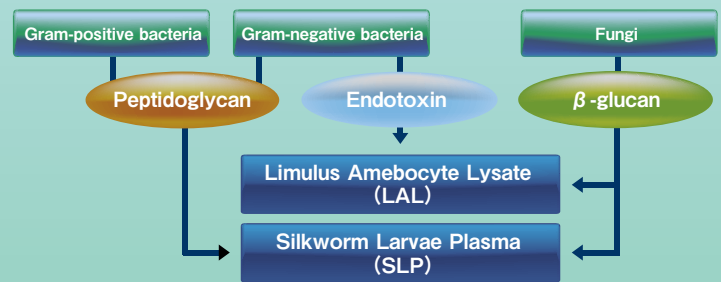 Gram-positive bacteria
Gram-negative bacteria
Fungi
Peptidoglycan
Endotoxin
β-glucan
Limulus Amebocyte Lysate
(LAL)
Silkworm Larvae Plasma
(SLP)